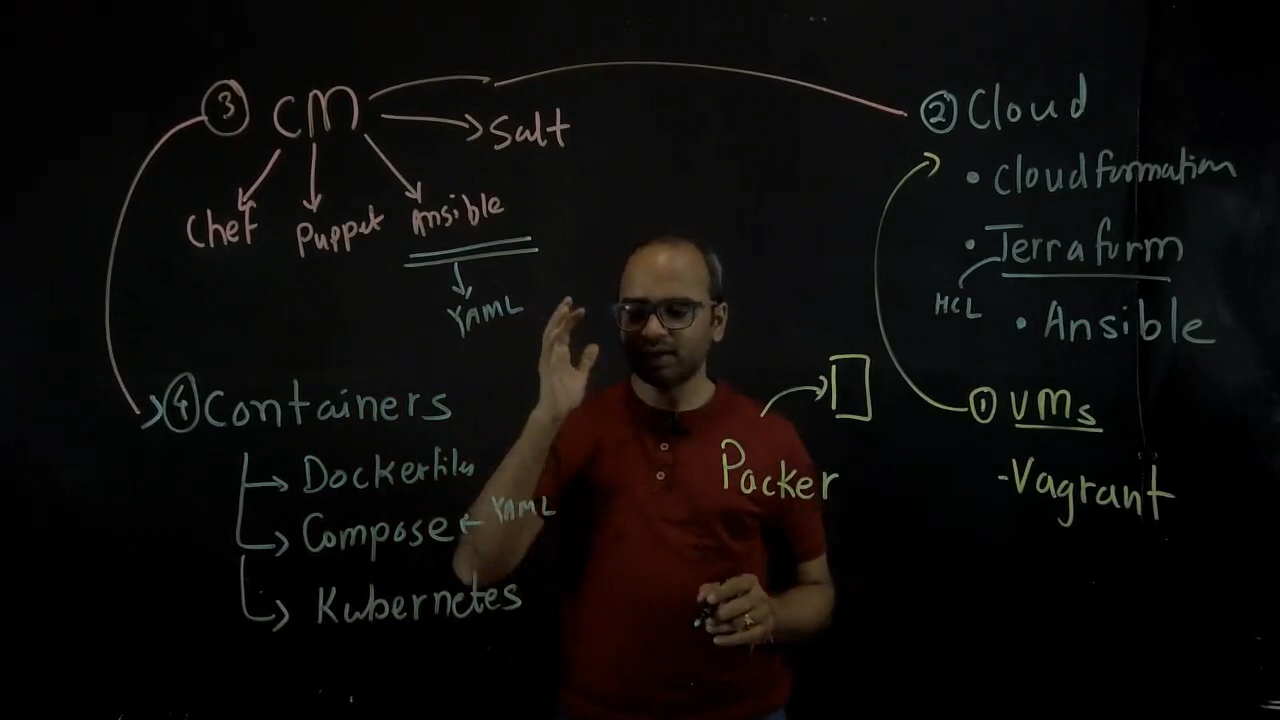 ③ CM
Salt
Chef Puppet Ansible
YAML
④ Containers
Dockerfiles
Compose ← YAML
Kubernetes
Packer
② Cloud
• Cloudformation
• Terraform
HCL
• Ansible
① VMs
- Vagrant